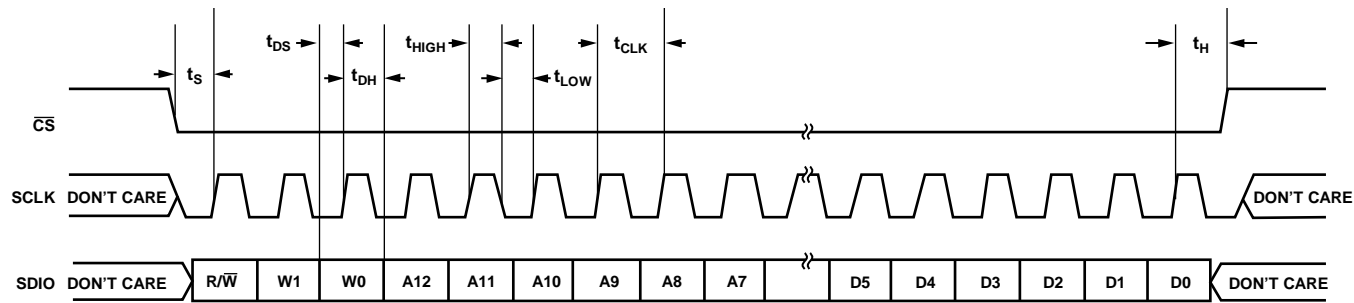 tDS tHIGH tCLK tH
tS tDH tLOW
C̅S̅
SCLK DON'T CARE DON'T CARE
SDIO DON'T CARE R/W̅ W1 W0 A12 A11 A10 A9 A8 A7 D5 D4 D3 D2 D1 D0 DON'T CARE